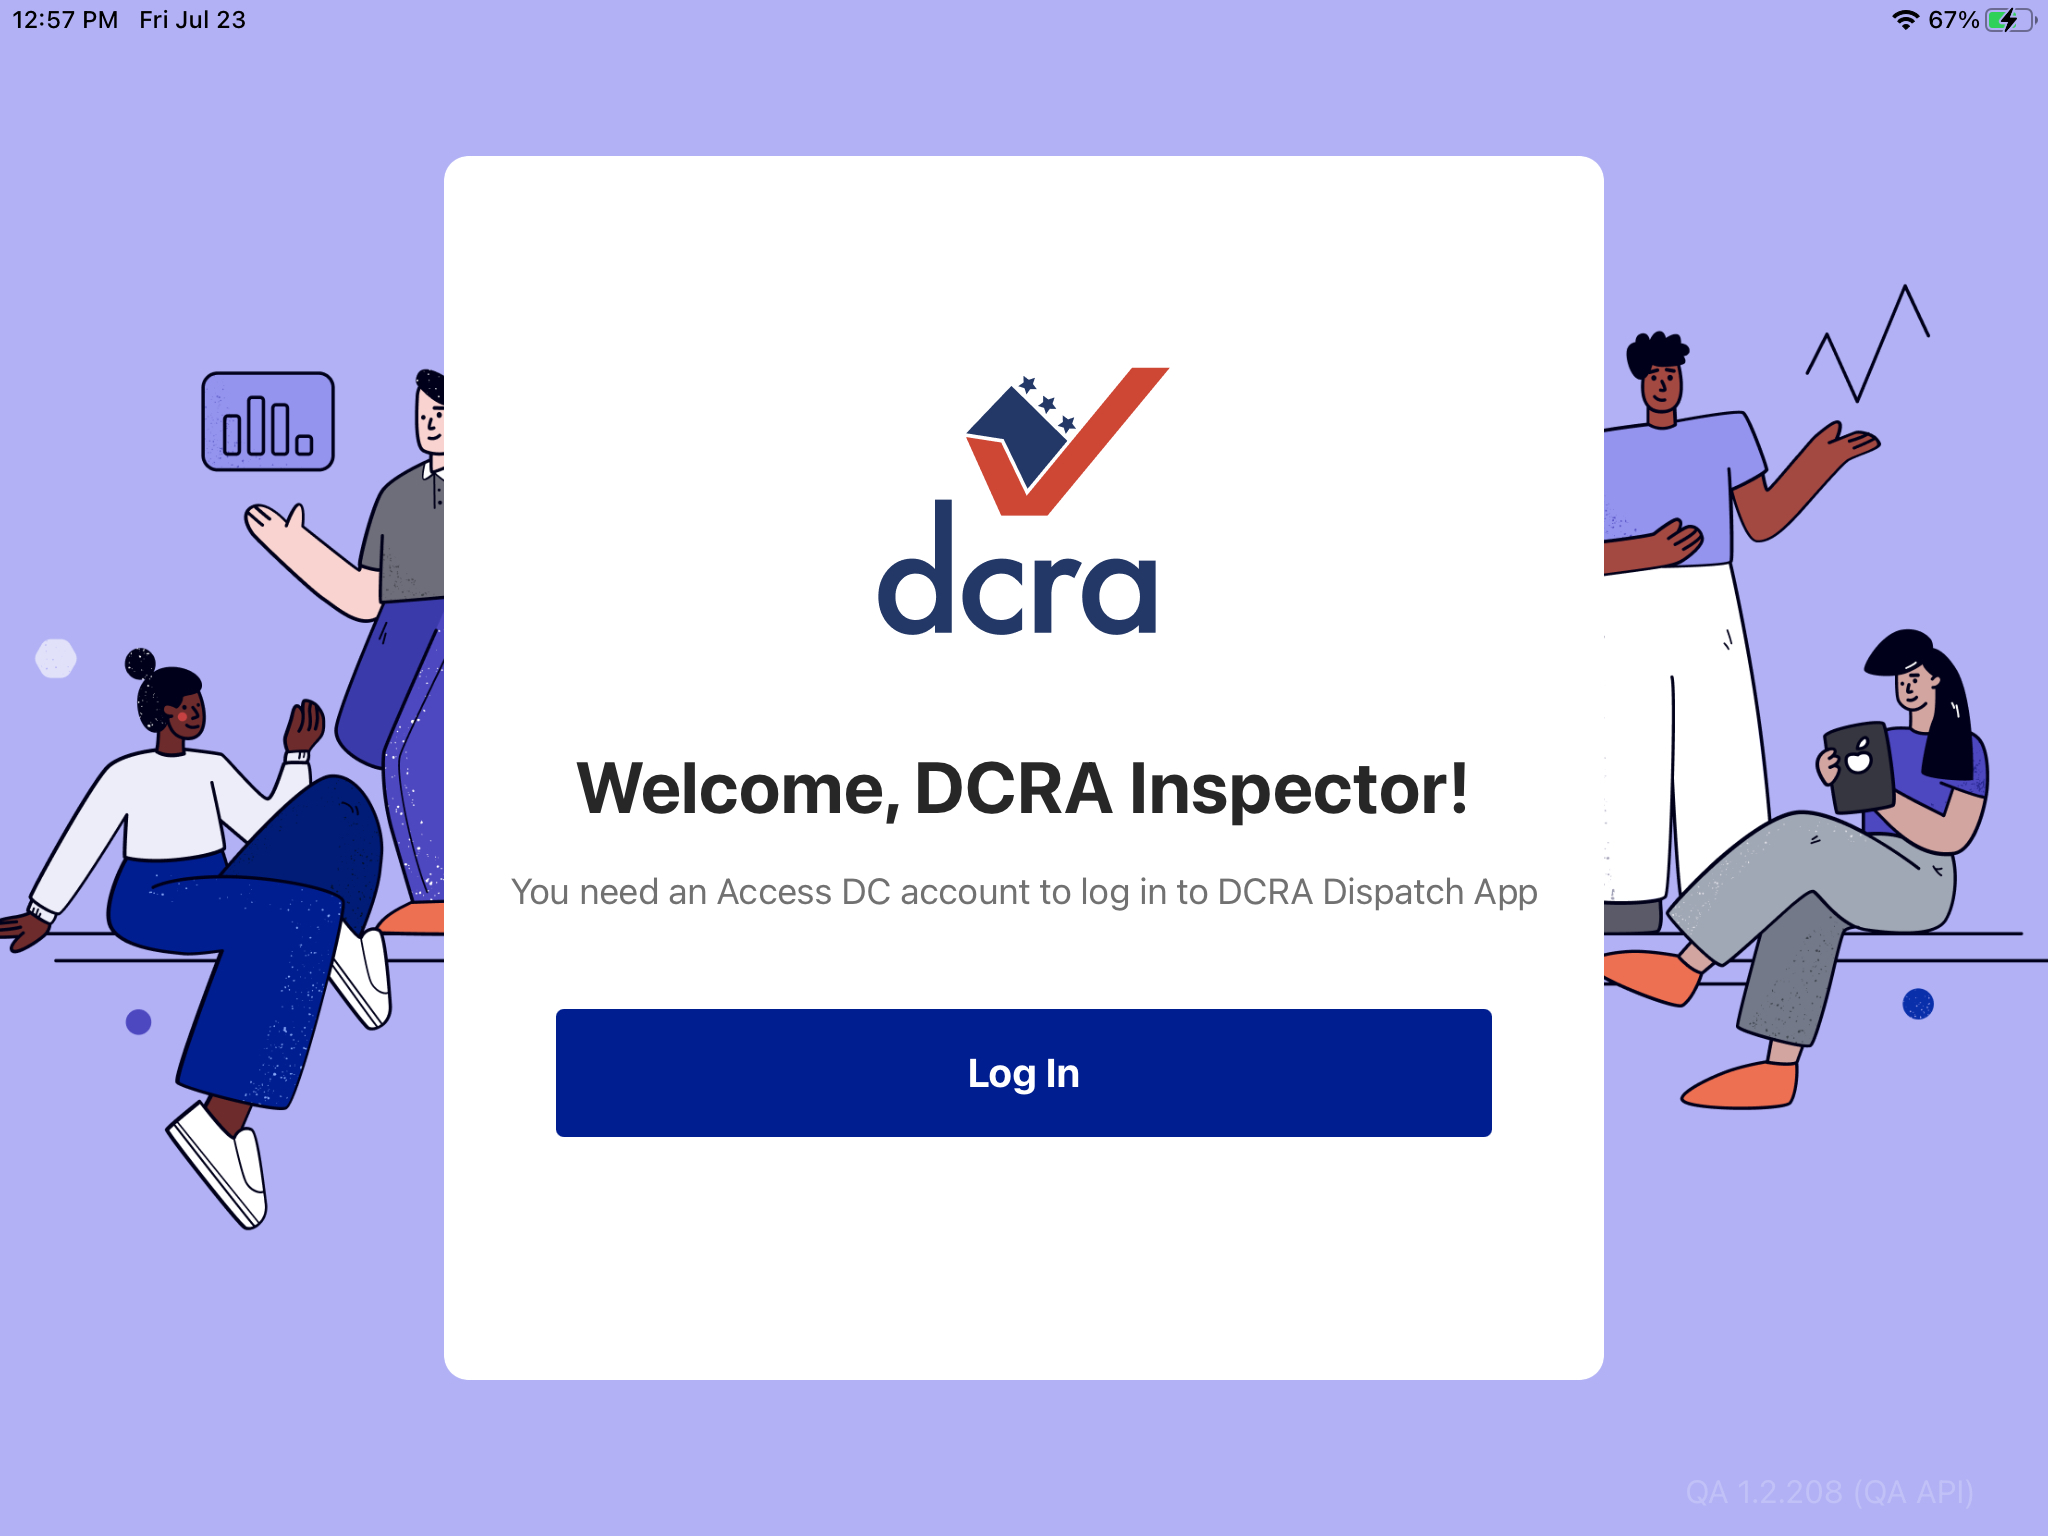 12:57 PM Fri Jul 23 67%
dcra
Welcome, DCRA Inspector!
You need an Access DC account to log in to DCRA Dispatch App
Log In
QA 1.2.208 (QA API)